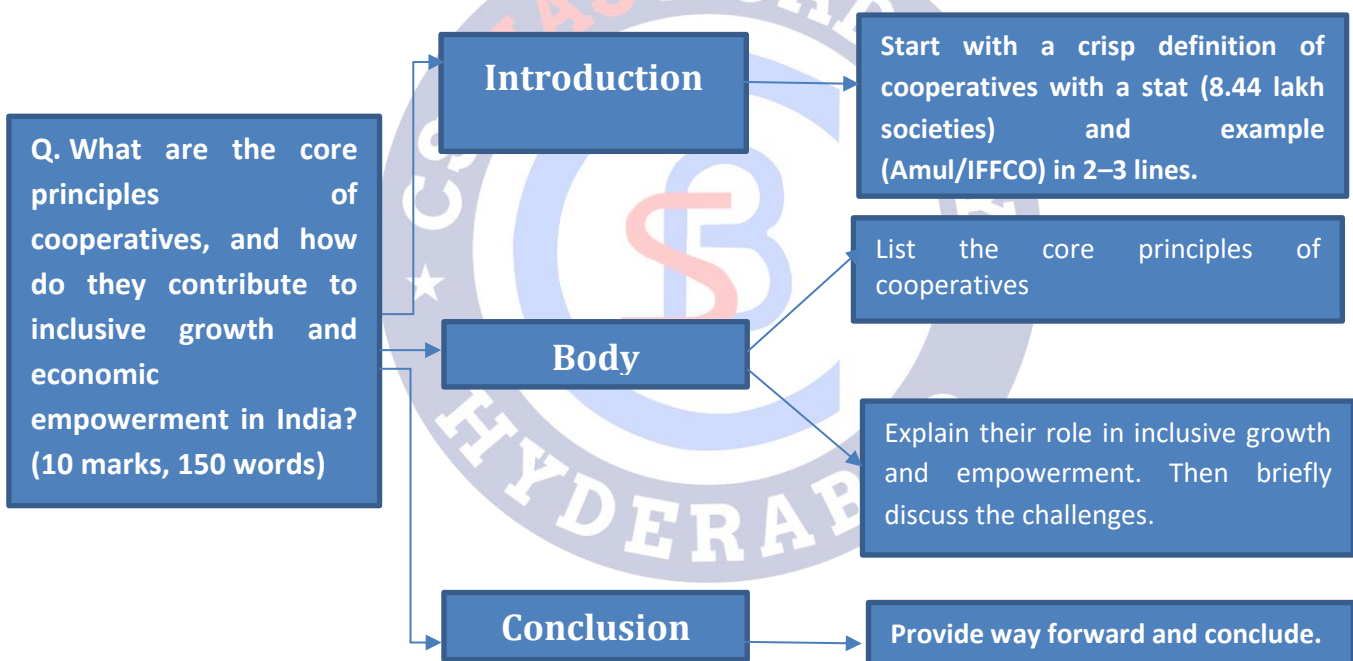 Q. What are the core
principles of
cooperatives, and how
do they contribute to
inclusive growth and
economic
empowerment in India?
(10 marks, 150 words)
Introduction
Start with a crisp definition of
cooperatives with a stat (8.44 lakh
societies) and example
(Amul/IFFCO) in 2–3 lines.
Body
List the core principles of
cooperatives
Explain their role in inclusive growth
and empowerment. Then briefly
discuss the challenges.
Conclusion
Provide way forward and conclude.
HYDERABAD